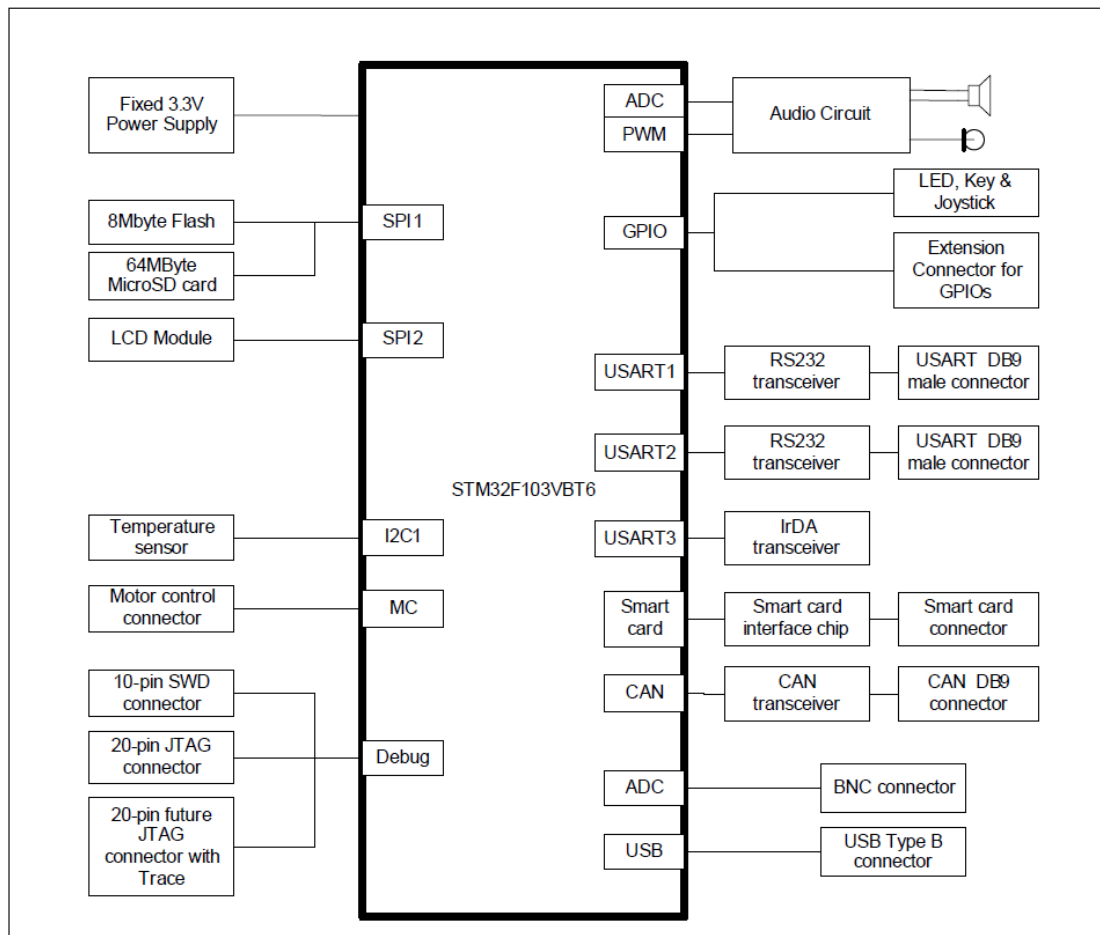 Fixed 3.3V
Power Supply
8Mbyte Flash
64MByte
MicroSD card
LCD Module
Temperature
sensor
Motor control
connector
10-pin SWD
connector
20-pin JTAG
connector
20-pin future
JTAG
connector with
Trace
SPI1
SPI2
I2C1
MC
Debug
STM32F103VBT6
ADC
PWM
GPIO
USART1
USART2
USART3
Smart
card
CAN
ADC
USB
Audio Circuit
LED, Key &
Joystick
Extension
Connector for
GPIOs
RS232
transceiver
USART DB9
male connector
RS232
transceiver
USART DB9
male connector
IrDA
transceiver
Smart card
interface chip
Smart card
connector
CAN
transceiver
CAN DB9
connector
BNC connector
USB Type B
connector